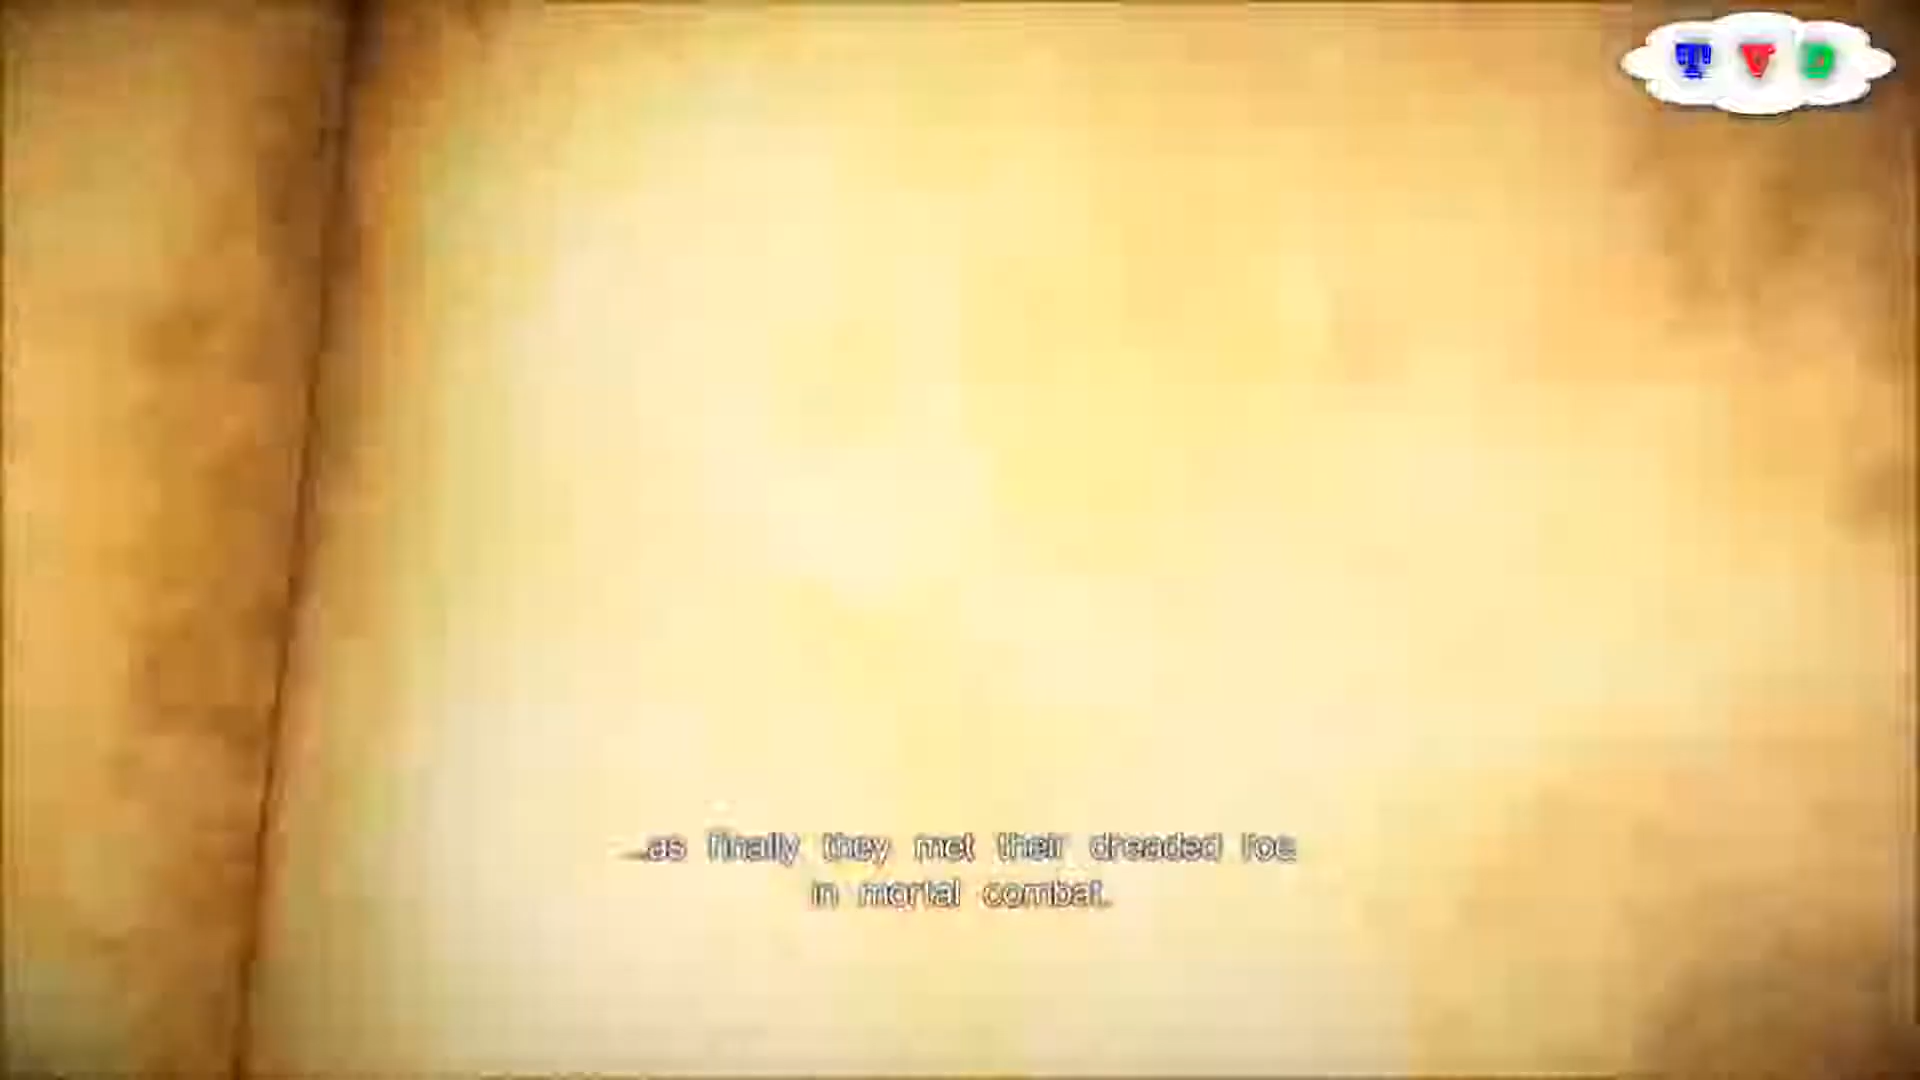 T V D
...as finally they met their dreaded foe
in mortal combat.